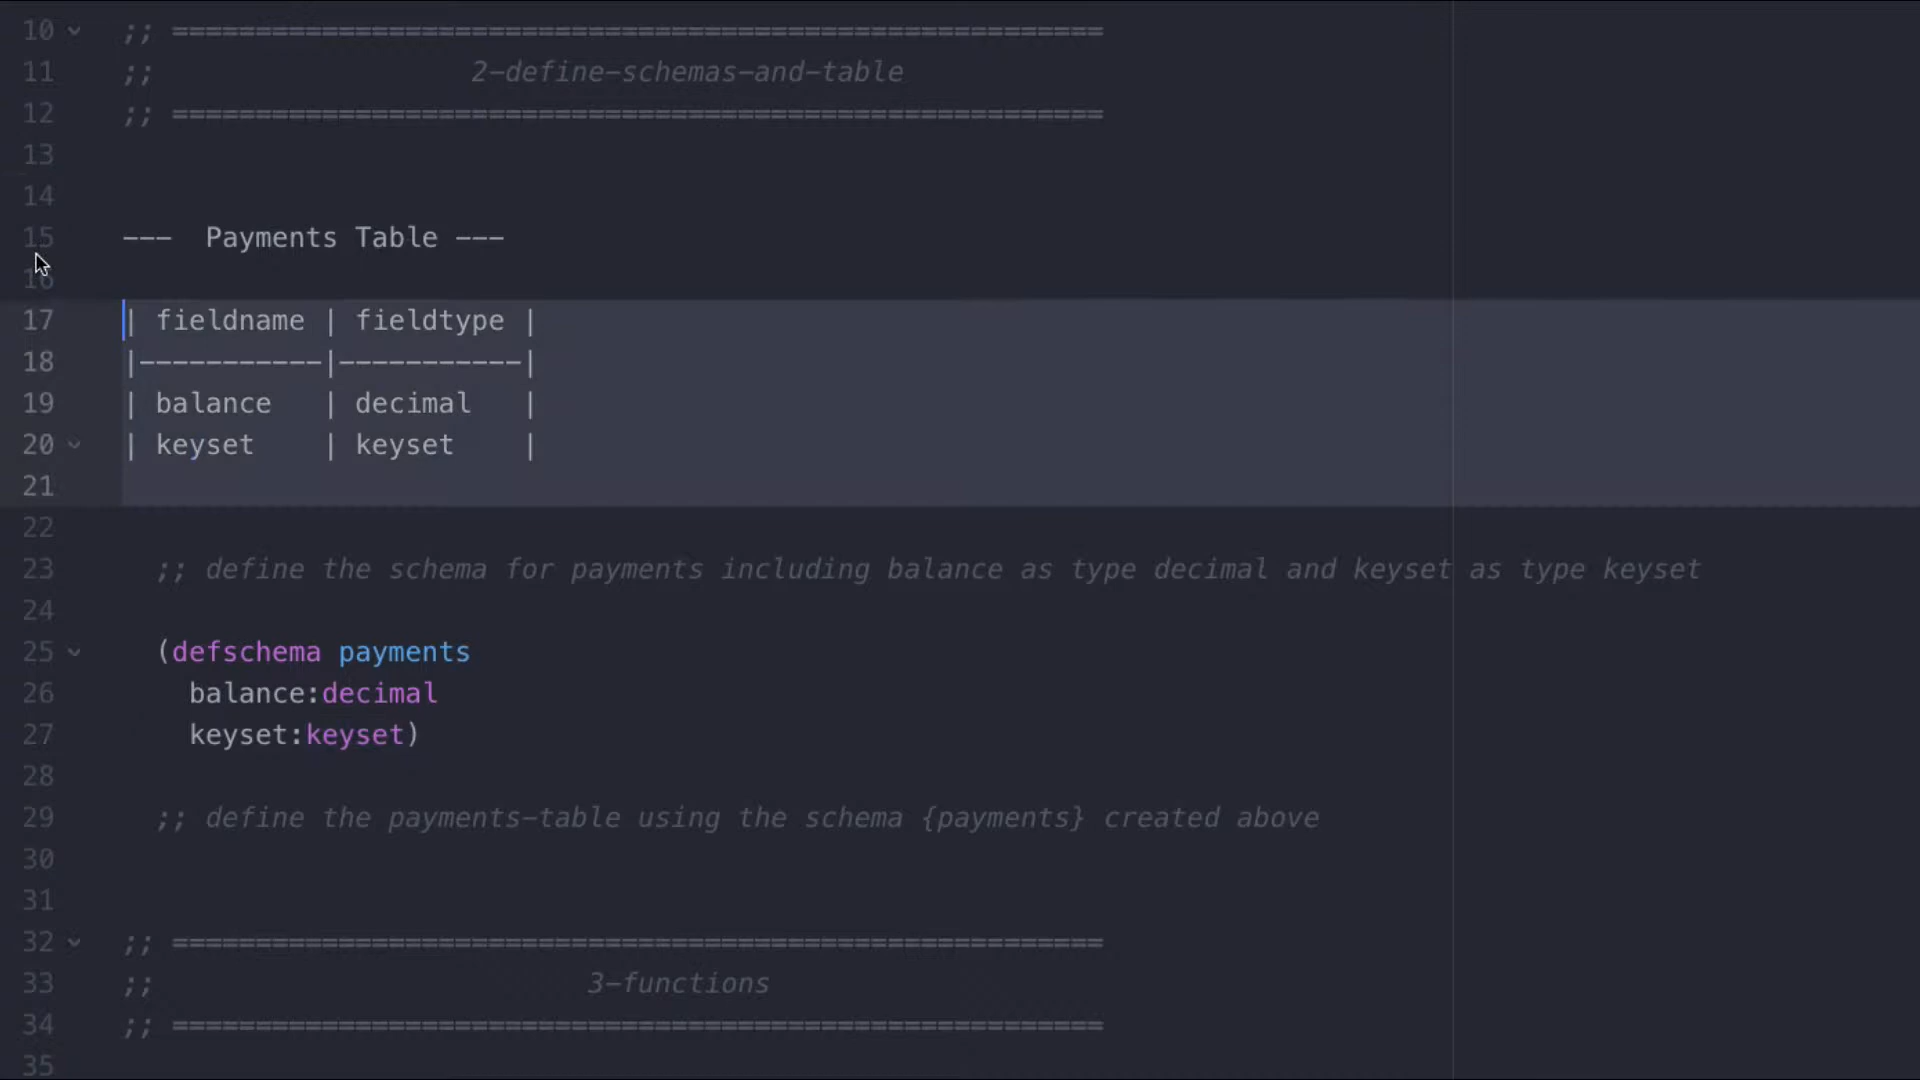 10 ;; ========================================================
11 ;; 2-define-schemas-and-table
12 ;; ========================================================
13
14
15 --- Payments Table ---
16
17 | fieldname | fieldtype |
18 |-----------|-----------|
19 | balance   | decimal   |
20 | keyset    | keyset    |
21
22
23 ;; define the schema for payments including balance as type decimal and keyset as type keyset
24
25 (defschema payments
26 balance:decimal
27 keyset:keyset)
28
29 ;; define the payments-table using the schema {payments} created above
30
31
32 ;; ========================================================
33 ;; 3-functions
34 ;; ========================================================
35